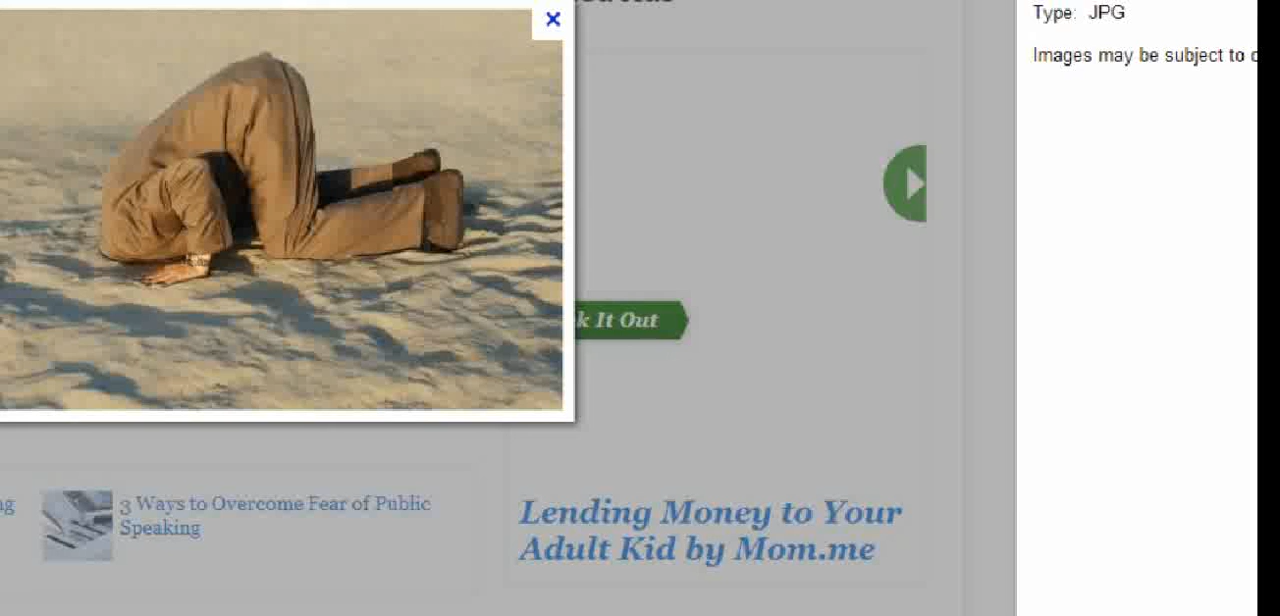 Type: JPG
Images may be subject to
k It Out
3 Ways to Overcome Fear of Public
Speaking
Lending Money to Your
Adult Kid by Mom.me